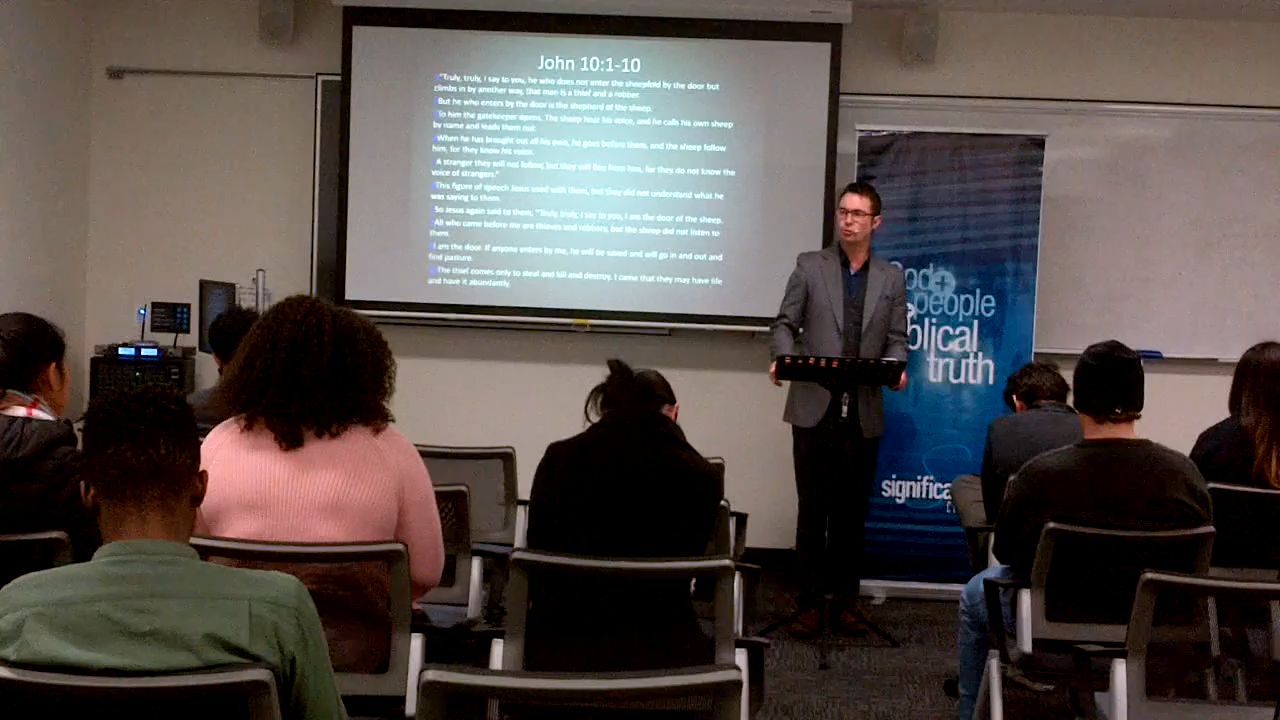 John 10:1-10
"Truly, truly, I say to you, he who does not enter the sheepfold by the door but
climbs in by another way, that man is a thief and a robber.
But he who enters by the door is the shepherd of the sheep.
To him the gatekeeper opens. The sheep hear his voice, and he calls his own sheep
by name and leads them out.
When he has brought out all his own, he goes before them, and the sheep follow
him, for they know his voice.
A stranger they will not follow, but they will flee from him, for they do not know the
voice of strangers."
This figure of speech Jesus used with them, but they did not understand what he
was saying to them.
So Jesus again said to them, "Truly, truly, I say to you, I am the door of the sheep.
All who came before me are thieves and robbers, but the sheep did not listen to
them.
I am the door. If anyone enters by me, he will be saved and will go in and out and
find pasture.
The thief comes only to steal and kill and destroy. I came that they may have life
and have it abundantly.
God+
people
blical
truth
significa